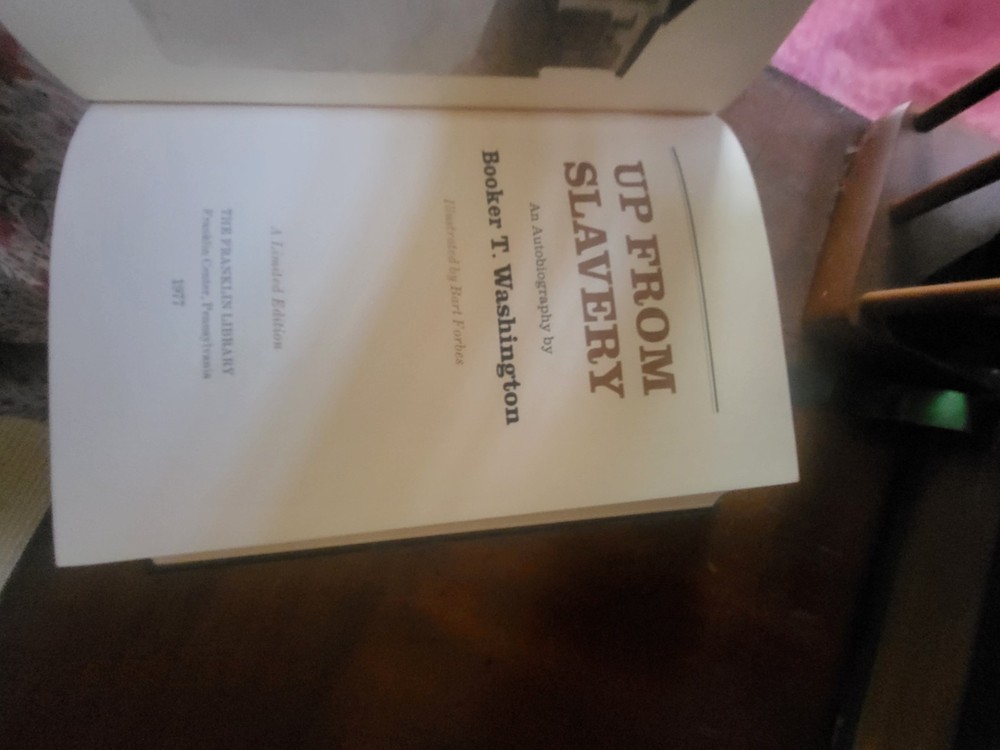 UP FROM
SLAVERY
An Autobiography by
Booker T. Washington
Illustrated by Bart Forbes
A Limited Edition
THE FRANKLIN LIBRARY
Franklin Center, Pennsylvania
1977